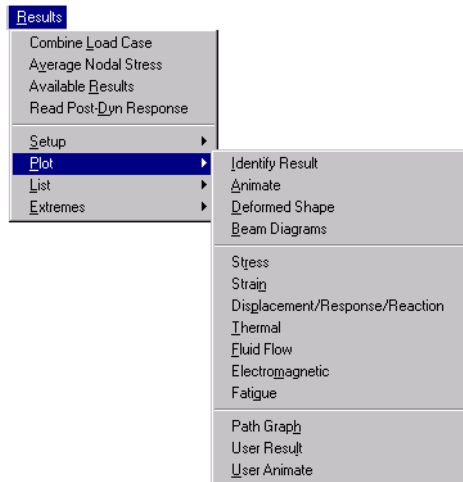 Results
Combine Load Case
Average Nodal Stress
Available Results
Read Post-Dyn Response
Setup
Plot
List
Extremes
Identify Result
Animate
Deformed Shape
Beam Diagrams
Stress
Strain
Displacement/Response/Reaction
Thermal
Fluid Flow
Electromagnetic
Fatigue
Path Graph
User Result
User Animate